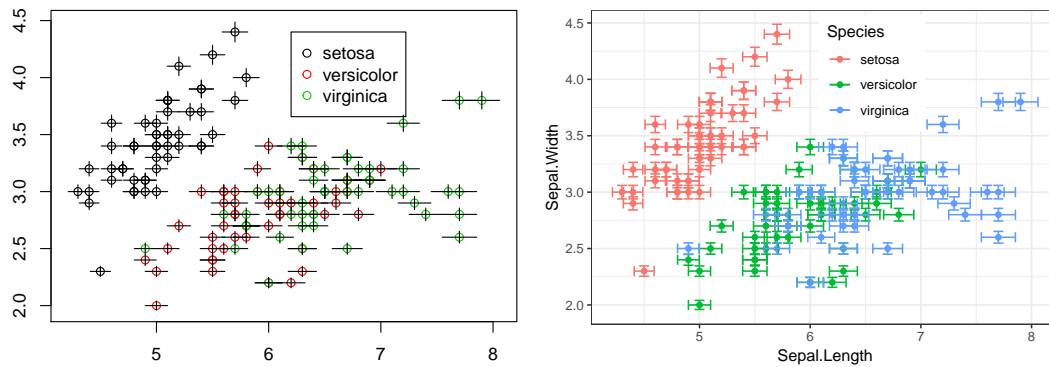 4.5
4.0
3.5
3.0
2.5
2.0
setosa
versicolor
virginica
5 6 7 8
Sepal.Width
4.5
4.0
3.5
3.0
2.5
2.0
Species
setosa
versicolor
virginica
5 6 7 8
Sepal.Length